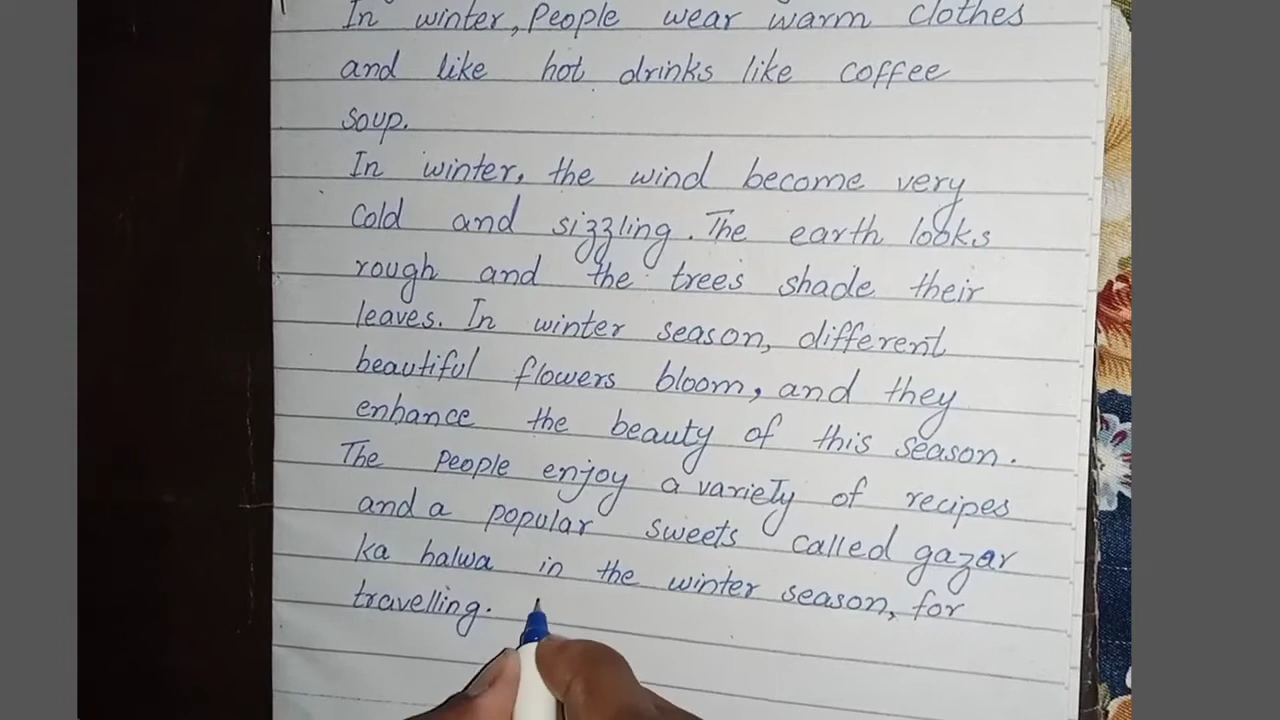 In winter, People wear warm clothes
and like hot drinks like coffee
soup.
In winter, the wind become very
cold and sizzling. The earth looks
rough and the trees shade their
leaves. In winter season, different
beautiful flowers bloom, and they
enhance the beauty of this season.
The People enjoy a variety of recipes
and a popular sweets called gazar
ka halwa in the winter season, for
travelling.